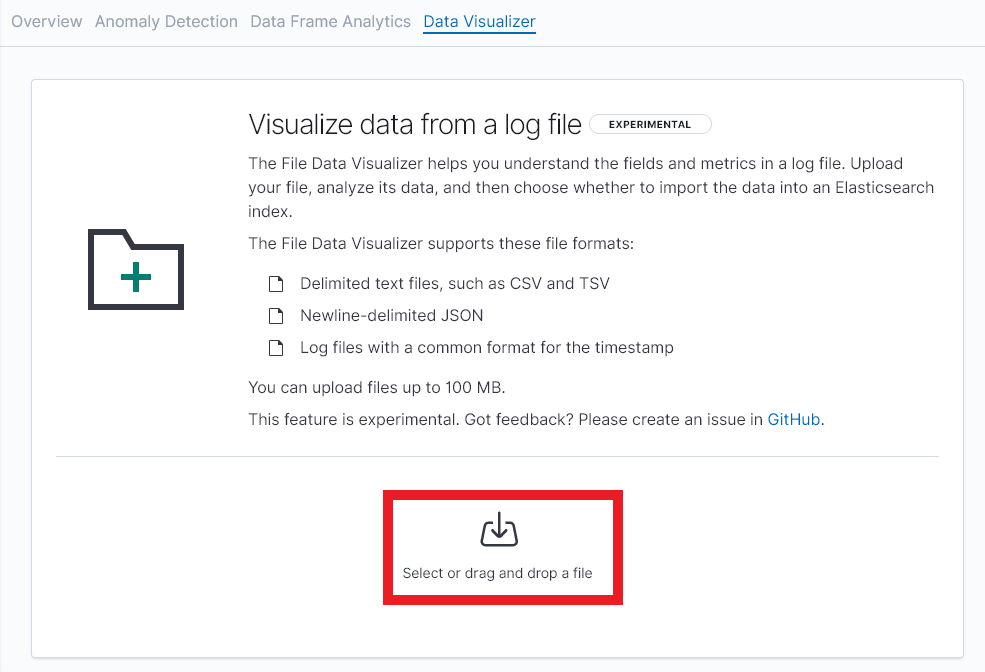 Overview Anomaly Detection Data Frame Analytics Data Visualizer
Visualize data from a log file EXPERIMENTAL
The File Data Visualizer helps you understand the fields and metrics in a log file. Upload
your file, analyze its data, and then choose whether to import the data into an Elasticsearch
index.
The File Data Visualizer supports these file formats:
Delimited text files, such as CSV and TSV
Newline-delimited JSON
Log files with a common format for the timestamp
You can upload files up to 100 MB.
This feature is experimental. Got feedback? Please create an issue in GitHub.
Select or drag and drop a file